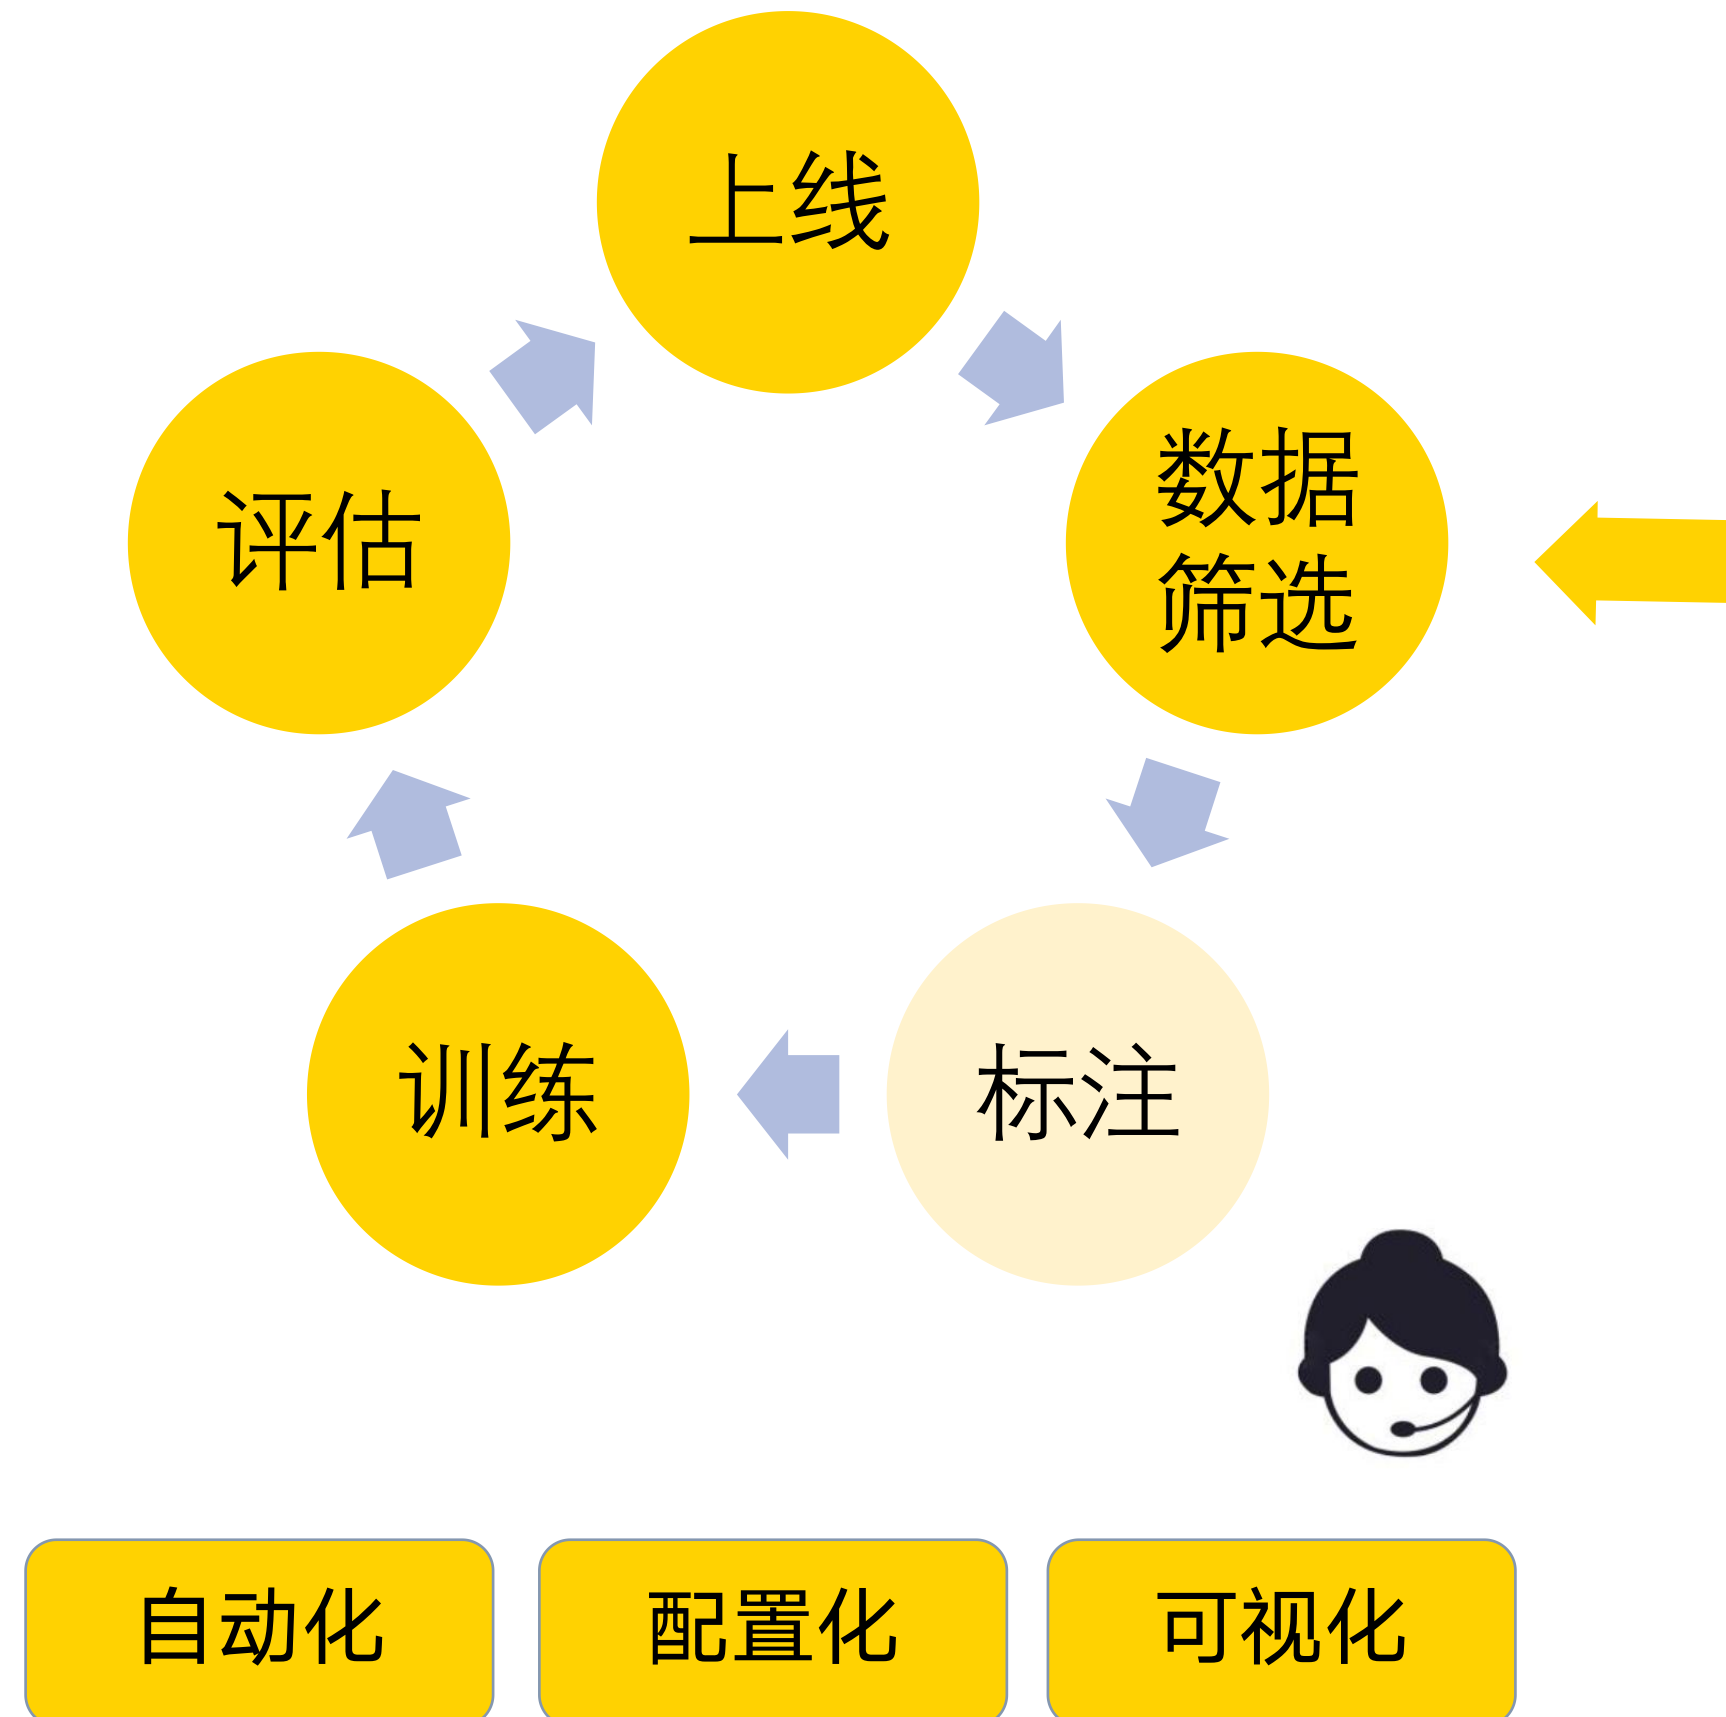 上线
评估
数据
筛选
训练
标注
自动化
配置化
可视化